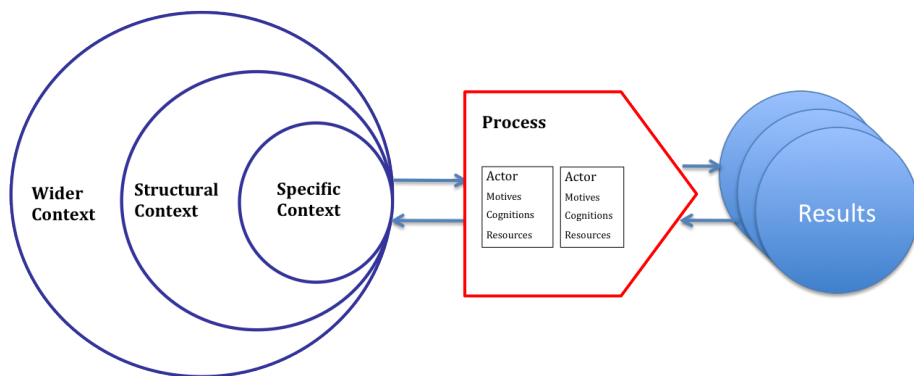 Wider
Context
Structural
Context
Specific
Context
Process
Actor
Motives
Cognitions
Resources
Actor
Motives
Cognitions
Resources
Results